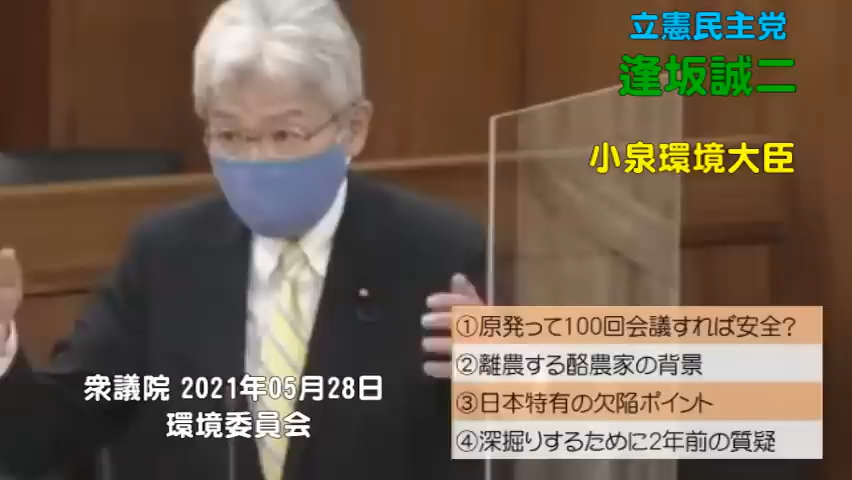 立憲民主党
逢坂誠二
小泉環境大臣
①原発って100回会議すれば安全?
②離農する酪農家の背景
③日本特有の欠陥ポイント
④深掘りするために2年前の質疑
衆議院 2021年05月28日
環境委員会